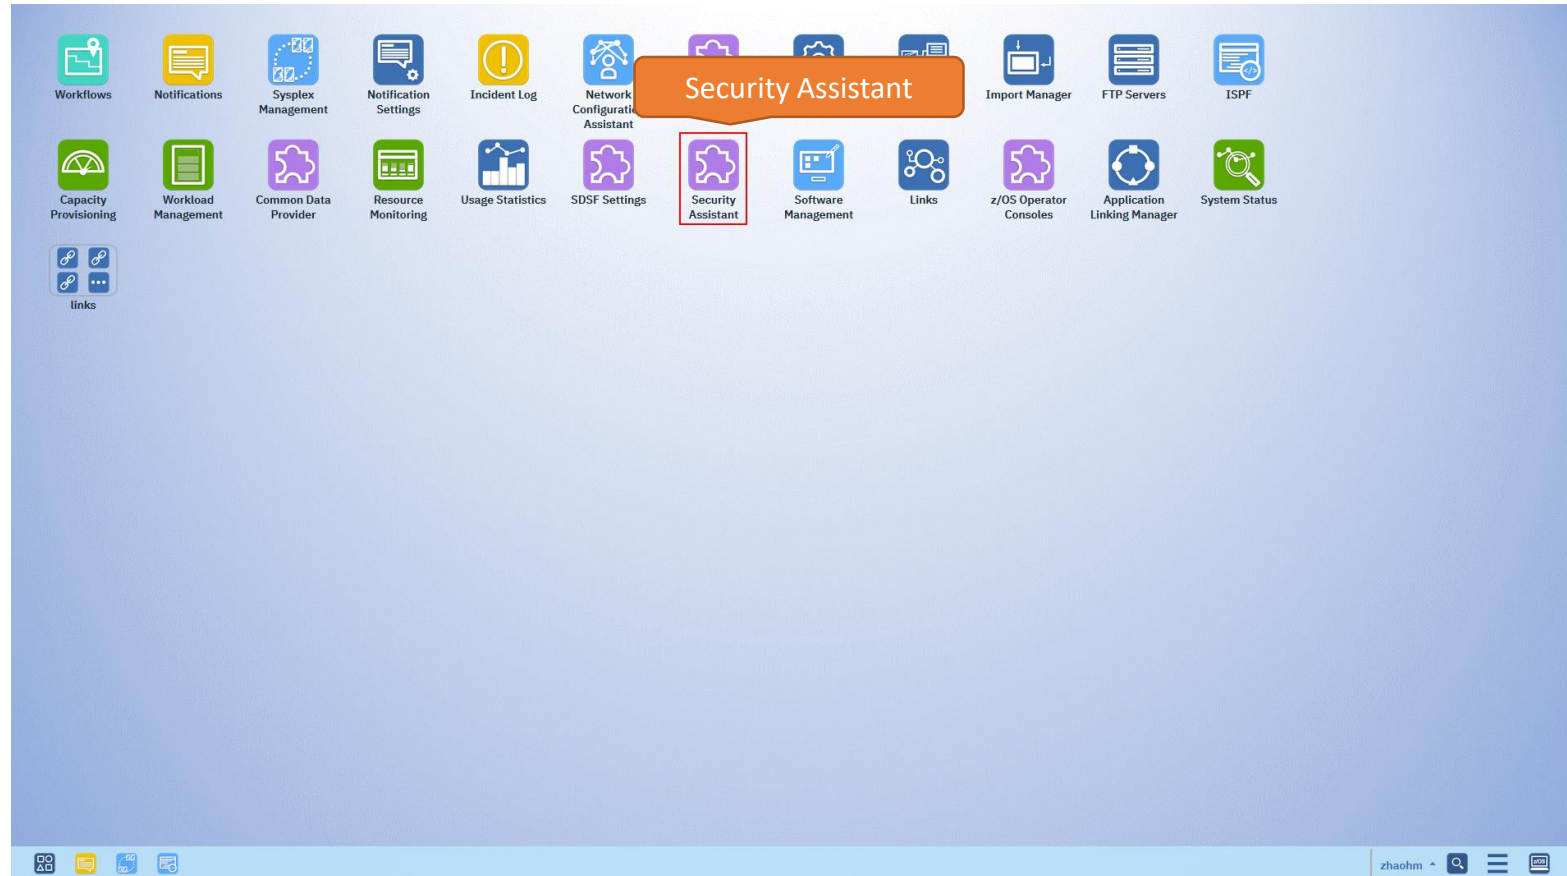 Security Assistant
Workflows
Notifications
Sysplex
Management
Notification
Settings
Incident Log
Network
Assistant
Import Manager
FTP Servers
ISPF
Capacity
Provisioning
Workload
Management
Common Data
Provider
Resource
Monitoring
Usage Statistics
SDSF Settings
Security
Assistant
Software
Management
Links
z/OS Operator
Consoles
Application
Linking Manager
System Status
links
zhaohm
z/OS